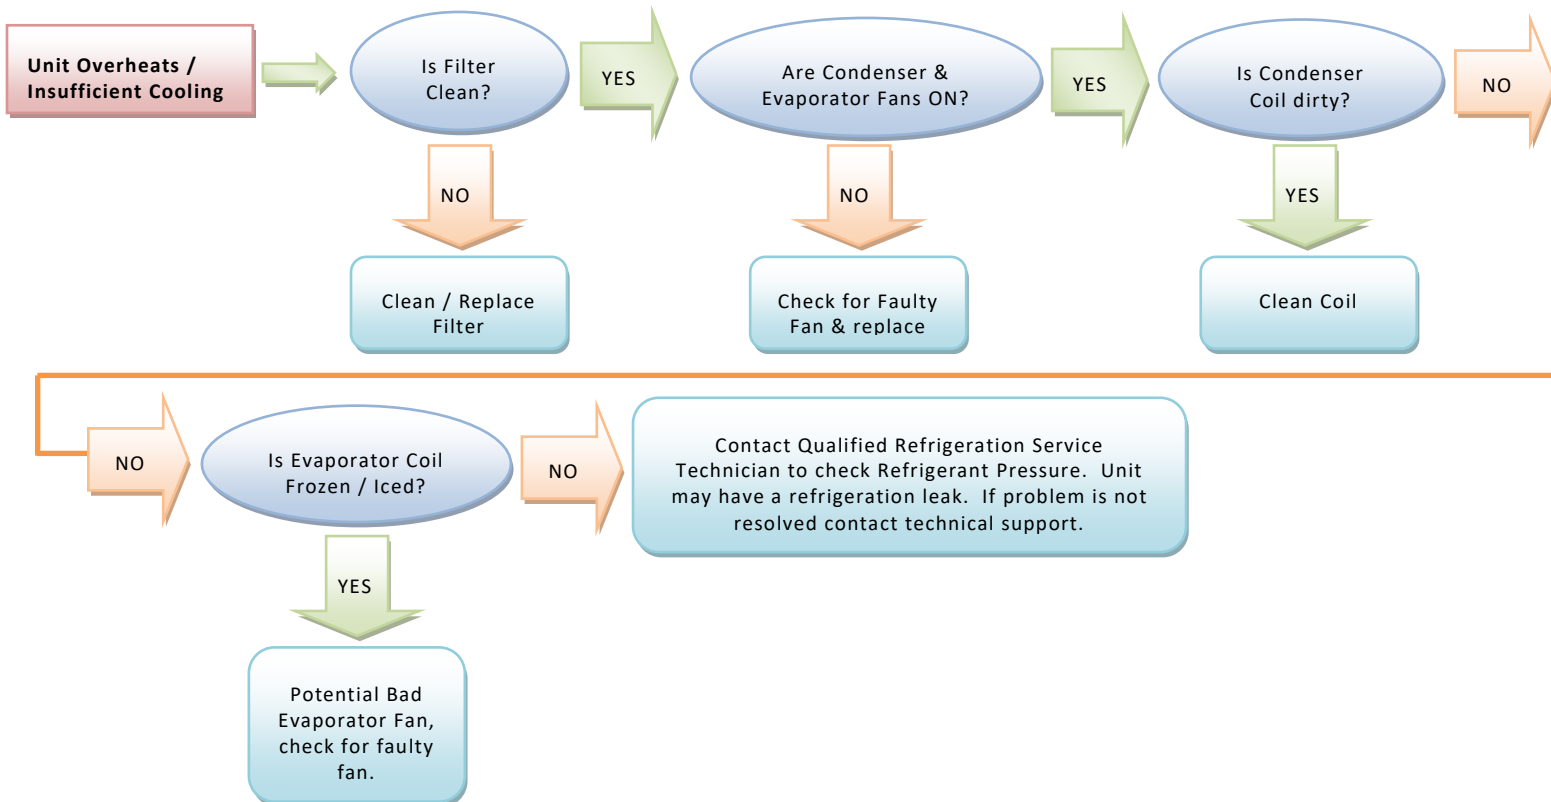 Unit Overheats /
Insufficient Cooling
Is Filter
Clean?
YES
Are Condenser &
Evaporator Fans ON?
YES
Is Condenser
Coil dirty?
NO
NO
NO
YES
Clean / Replace
Filter
Check for Faulty
Fan & replace
Clean Coil
NO
Is Evaporator Coil
Frozen / Iced?
NO
Contact Qualified Refrigeration Service
Technician to check Refrigerant Pressure.  Unit
may have a refrigeration leak.  If problem is not
resolved contact technical support.
YES
Potential Bad
Evaporator Fan,
check for faulty
fan.